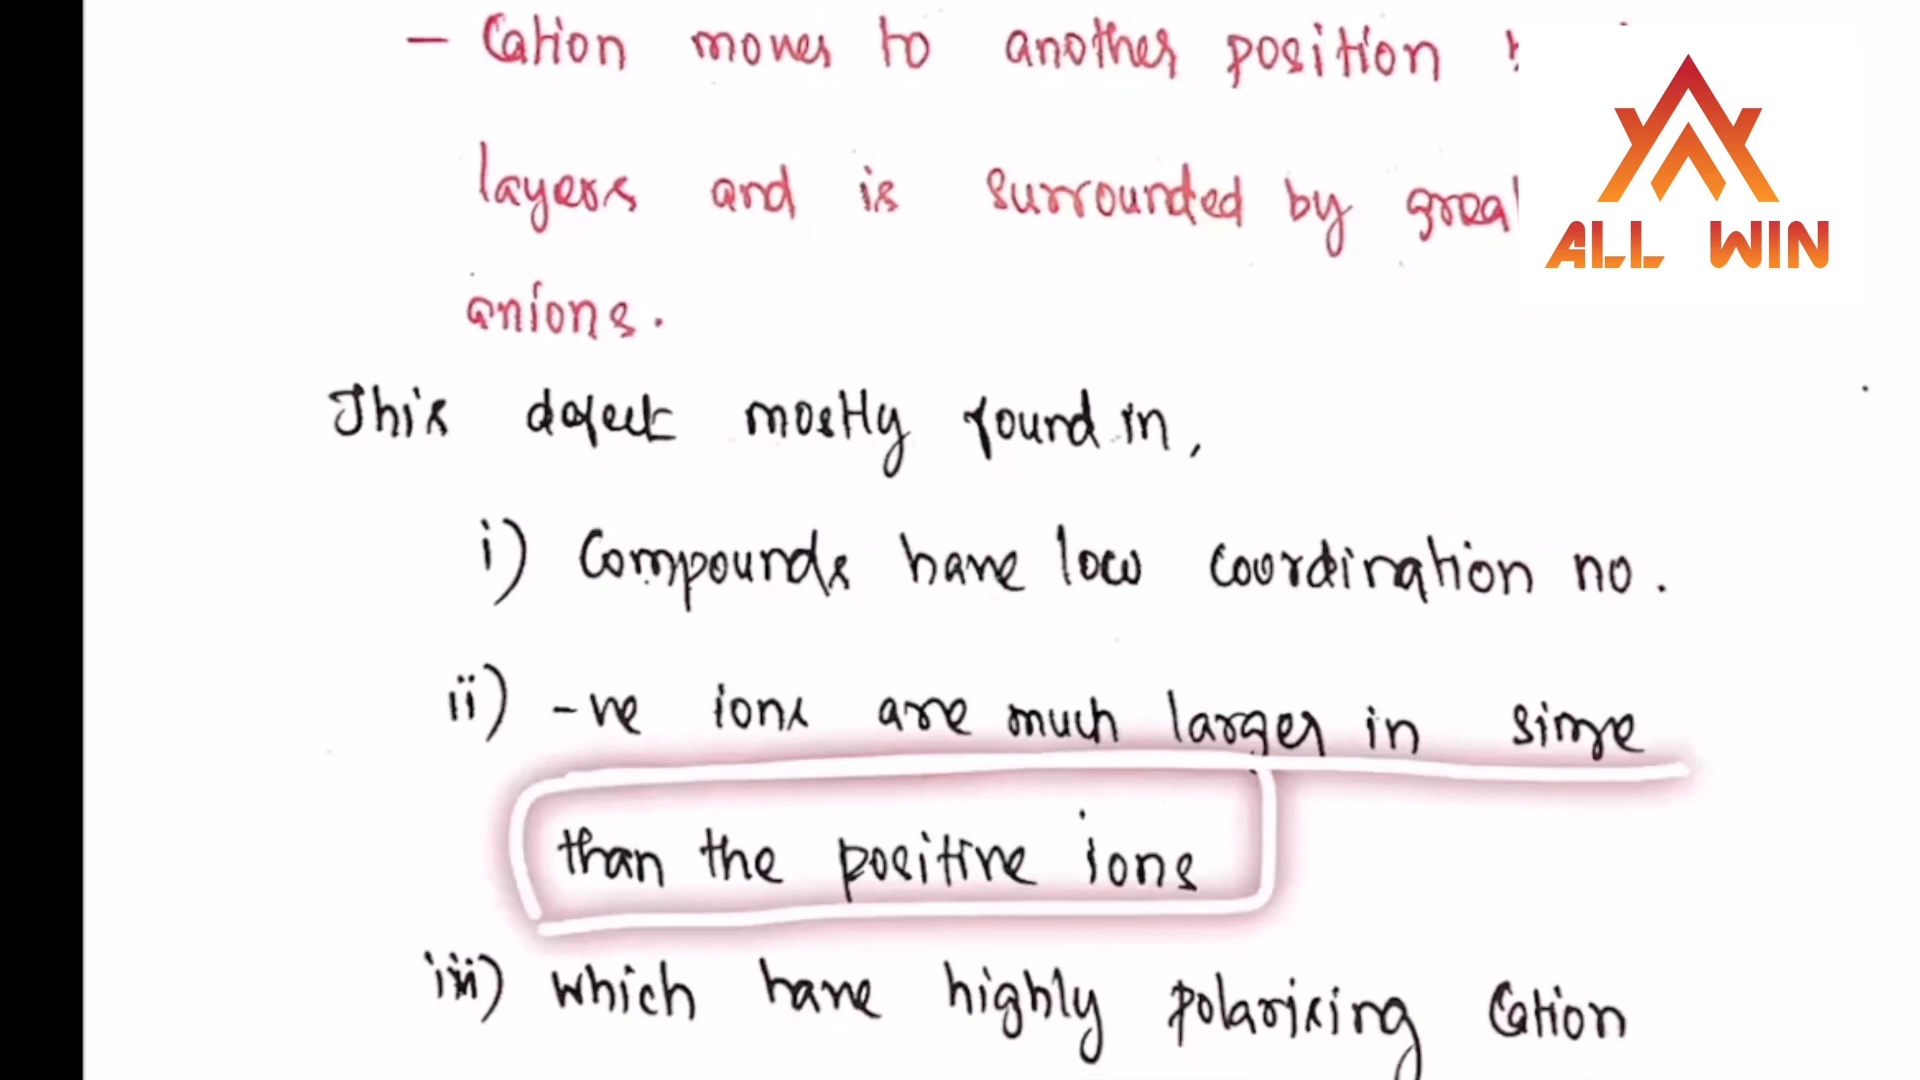 - Cation moves to another position
layers and is surrounded by
anions.
This defect mostly found in,
i) Compounds have low coordination no.
ii) -ve ions are much larger in size
than the positive ions
iii) which have highly polarising Cation
ALL WIN